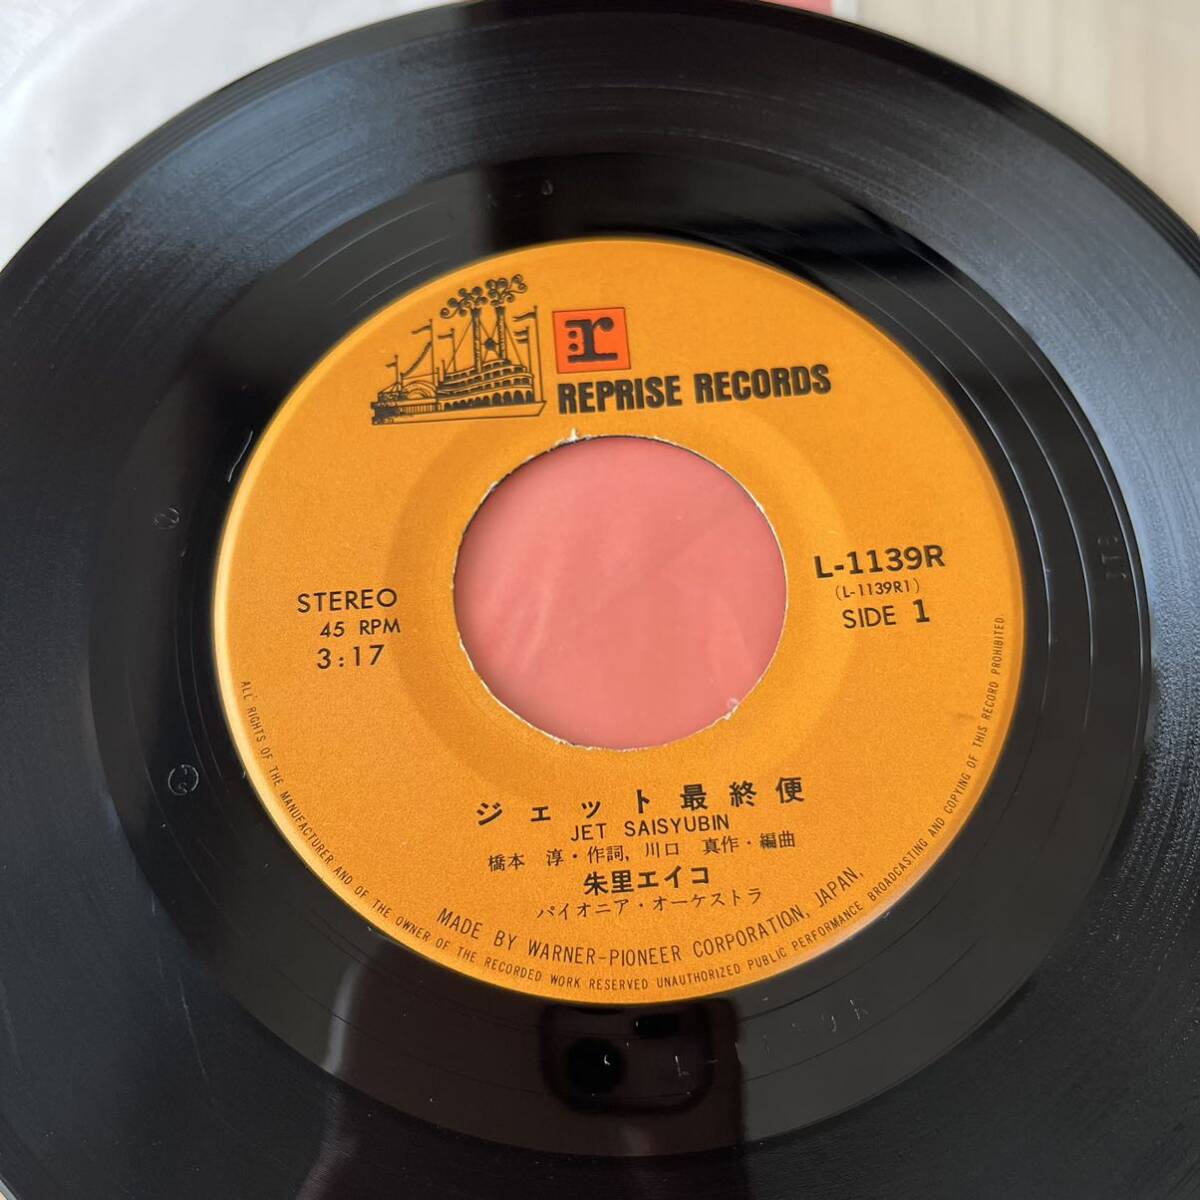 r
REPRISE RECORDS
STEREO
45 RPM
3:17
L-1139R
(L-1139R1)
SIDE 1
ジェット最終便
JET SAISYUBIN
橋本 淳・作詞, 川口 真作・編曲
朱里エイコ
パイオニア・オーケストラ
MADE BY WARNER-PIONEER CORPORATION, JAPAN.
ALL RIGHTS OF THE MANUFACTURER AND OF THE OWNER OF THE RECORDED WORK RESERVED UNAUTHORIZED PUBLIC PERFORMANCE BROADCASTING AND COPYING OF THIS RECORD PROHIBITED.